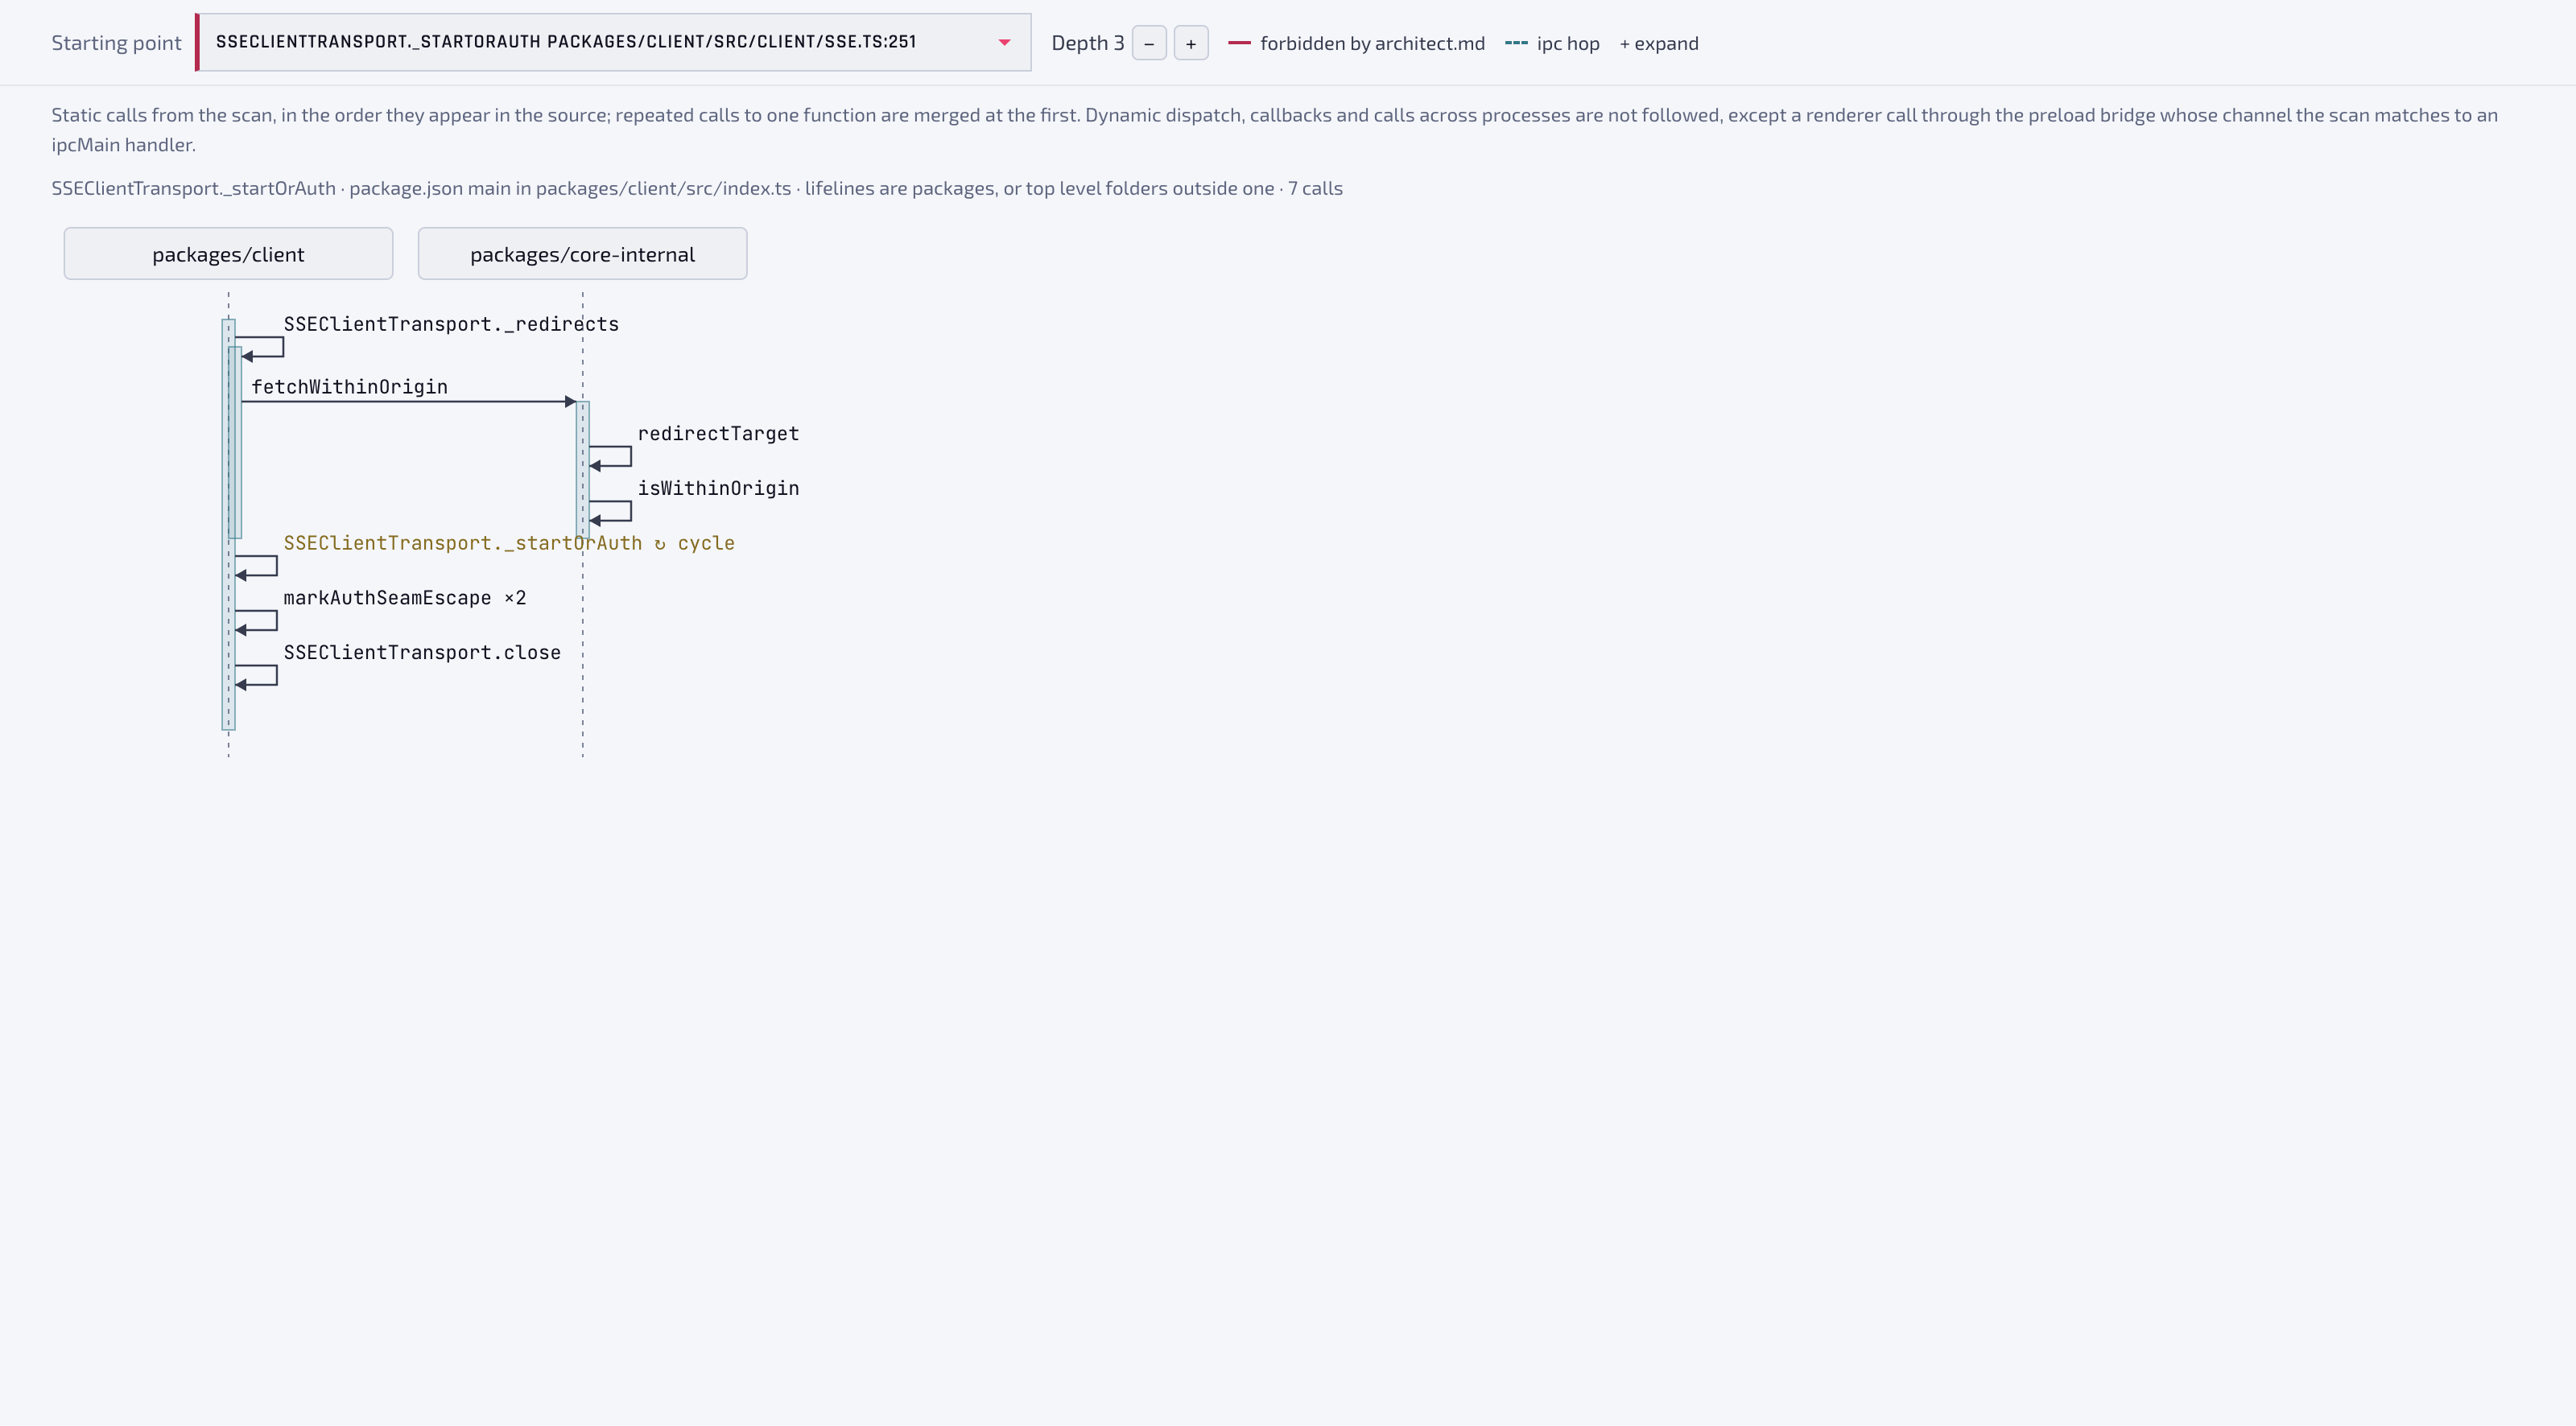 Starting point
SSECLIENTTRANSPORT._STARTORAUTH PACKAGES/CLIENT/SRC/CLIENT/SSE.TS:251
Depth 3 − +
forbidden by architect.md
ipc hop
+ expand
Static calls from the scan, in the order they appear in the source; repeated calls to one function are merged at the first. Dynamic dispatch, callbacks and calls across processes are not followed, except a renderer call through the preload bridge whose channel the scan matches to an
ipcMain handler.
SSEClientTransport._startOrAuth · package.json main in packages/client/src/index.ts · lifelines are packages, or top level folders outside one · 7 calls
packages/client
packages/core-internal
SSEClientTransport._redirects
fetchWithinOrigin
redirectTarget
isWithinOrigin
SSEClientTransport._startOrAuth ↻ cycle
markAuthSeamEscape ×2
SSEClientTransport.close